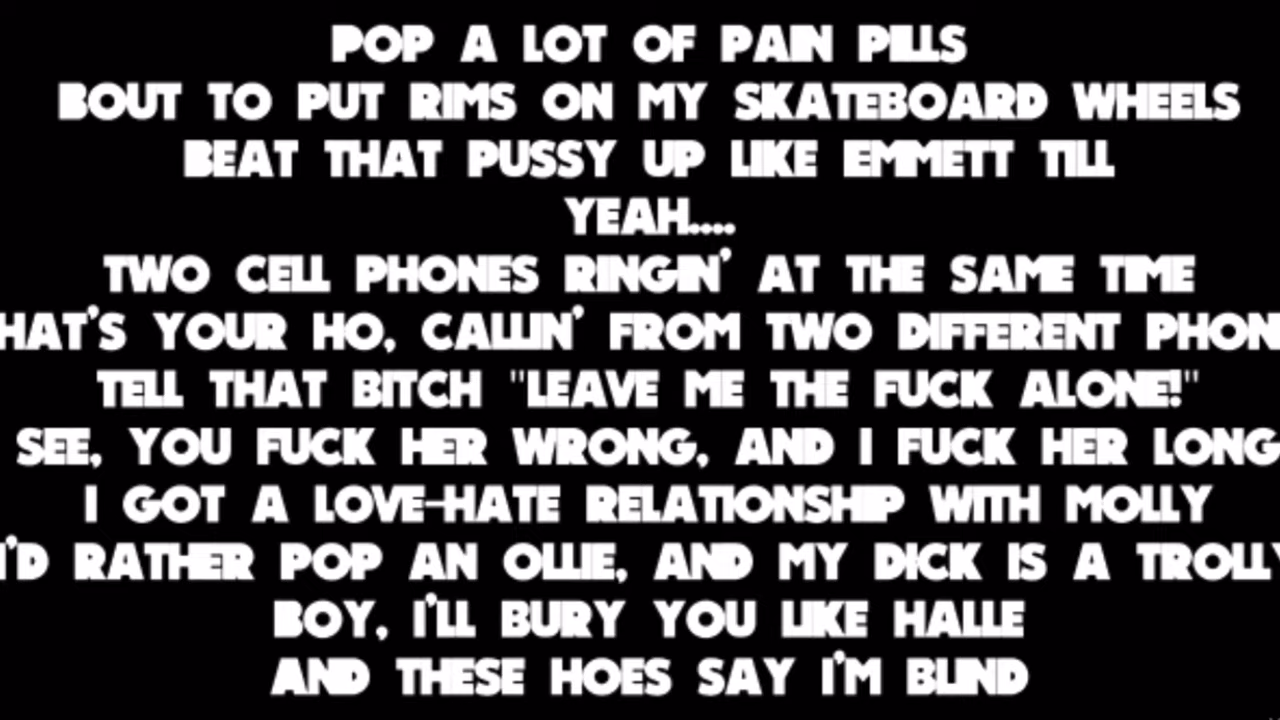 POP A LOT OF PAIN PILLS
BOUT TO PUT RIMS ON MY SKATEBOARD WHEELS
BEAT THAT PUSSY UP LIKE EMMETT TILL
YEAH....
TWO CELL PHONES RINGIN' AT THE SAME TIME
HAT'S YOUR HO, CALLIN' FROM TWO DIFFERENT PHON
TELL THAT BITCH "LEAVE ME THE FUCK ALONE!"
SEE, YOU FUCK HER WRONG, AND I FUCK HER LONG
I GOT A LOVE-HATE RELATIONSHIP WITH MOLLY
I'D RATHER POP AN OLLIE, AND MY DICK IS A TROLLY
BOY, I'LL BURY YOU LIKE HALLE
AND THESE HOES SAY I'M BLIND